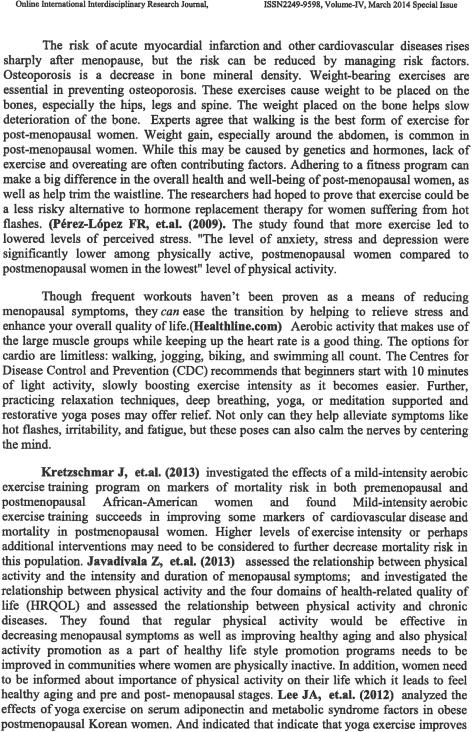 Online International Interdisciplinary Research Journal, ISSN2249-9598, Volume-IV, March 2014 Special Issue
The risk of acute myocardial infarction and other cardiovascular diseases rises
sharply after menopause, but the risk can be reduced by managing risk factors.
Osteoporosis is a decrease in bone mineral density. Weight-bearing exercises are
essential in preventing osteoporosis. These exercises cause weight to be placed on the
bones, especially the hips, legs and spine. The weight placed on the bone helps slow
deterioration of the bone. Experts agree that walking is the best form of exercise for
post-menopausal women. Weight gain, especially around the abdomen, is common in
post-menopausal women. While this may be caused by genetics and hormones, lack of
exercise and overeating are often contributing factors. Adhering to a fitness program can
make a big difference in the overall health and well-being of post-menopausal women, as
well as help trim the waistline. The researchers had hoped to prove that exercise could be
a less risky alternative to hormone replacement therapy for women suffering from hot
flashes. (Pérez-López FR, et.al. (2009). The study found that more exercise led to
lowered levels of perceived stress. "The level of anxiety, stress and depression were
significantly lower among physically active, postmenopausal women compared to
postmenopausal women in the lowest" level of physical activity.
Though frequent workouts haven't been proven as a means of reducing
menopausal symptoms, they can ease the transition by helping to relieve stress and
enhance your overall quality of life.(Healthline.com) Aerobic activity that makes use of
the large muscle groups while keeping up the heart rate is a good thing. The options for
cardio are limitless: walking, jogging, biking, and swimming all count. The Centres for
Disease Control and Prevention (CDC) recommends that beginners start with 10 minutes
of light activity, slowly boosting exercise intensity as it becomes easier. Further,
practicing relaxation techniques, deep breathing, yoga, or meditation supported and
restorative yoga poses may offer relief. Not only can they help alleviate symptoms like
hot flashes, irritability, and fatigue, but these poses can also calm the nerves by centering
the mind.
Kretzschmar J, et.al. (2013) investigated the effects of a mild-intensity aerobic
exercise training program on markers of mortality risk in both premenopausal and
postmenopausal African-American women and found Mild-intensity aerobic
exercise training succeeds in improving some markers of cardiovascular disease and
mortality in postmenopausal women. Higher levels of exercise intensity or perhaps
additional interventions may need to be considered to further decrease mortality risk in
this population. Javadivala Z, et.al. (2013) assessed the relationship between physical
activity and the intensity and duration of menopausal symptoms; and investigated the
relationship between physical activity and the four domains of health-related quality of
life (HRQOL) and assessed the relationship between physical activity and chronic
diseases. They found that regular physical activity would be effective in
decreasing menopausal symptoms as well as improving healthy aging and also physical
activity promotion as a part of healthy life style promotion programs needs to be
improved in communities where women are physically inactive. In addition, women need
to be informed about importance of physical activity on their life which it leads to feel
healthy aging and pre and post- menopausal stages. Lee JA, et.al. (2012) analyzed the
effects of yoga exercise on serum adiponectin and metabolic syndrome factors in obese
postmenopausal Korean women. And indicated that indicate that yoga exercise improves